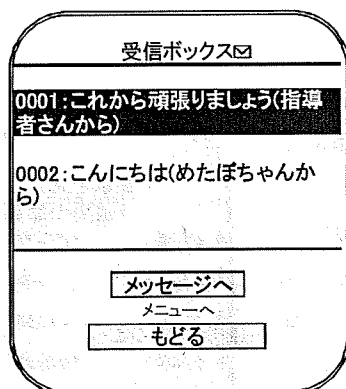 受信ボックス✉
0001:これから頑張りましょう(指導
者さんから)
0002:こんにちは(めたぼちゃんか
ら)
メッセージへ
メニューへ
もどる